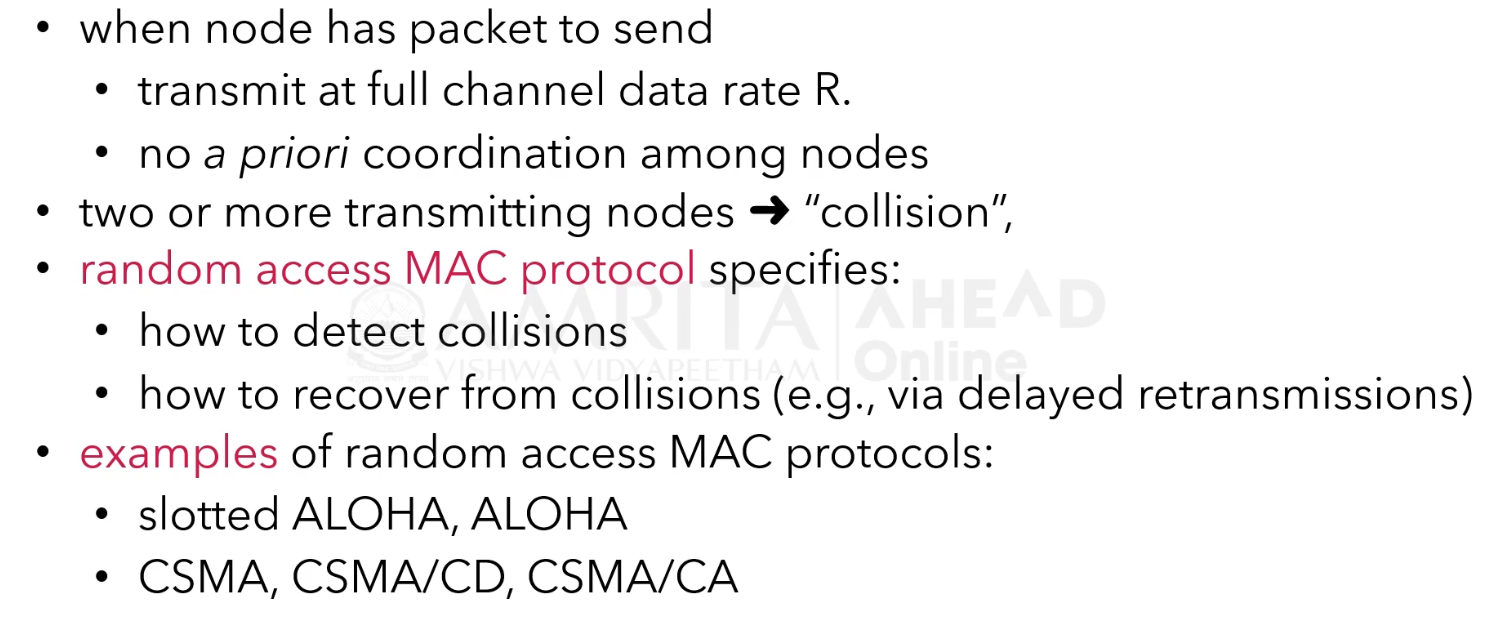 • when node has packet to send
• transmit at full channel data rate R.
• no a priori coordination among nodes
• two or more transmitting nodes ➜ “collision”,
• random access MAC protocol specifies:
• how to detect collisions
• how to recover from collisions (e.g., via delayed retransmissions)
• examples of random access MAC protocols:
• slotted ALOHA, ALOHA
• CSMA, CSMA/CD, CSMA/CA
AMRITA
VISHWA VIDYAPEETHAM
AHEAD
Online